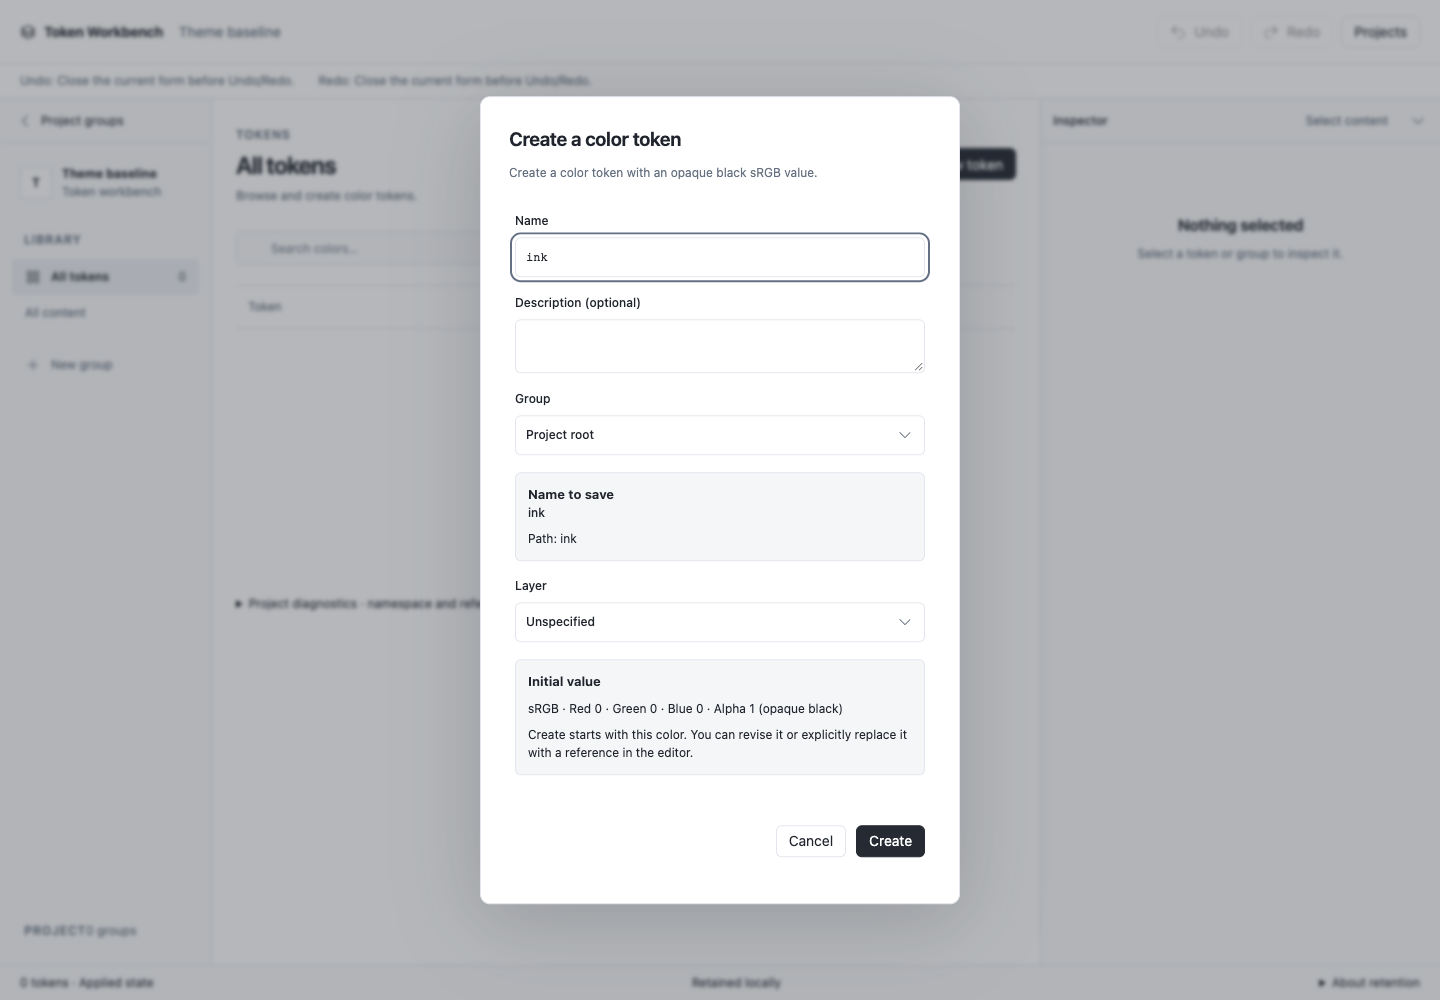 Token Workbench
Theme baseline
Undo
Redo
Projects
Undo: Close the current form before Undo/Redo.
Redo: Close the current form before Undo/Redo.
Project groups
T
Theme baseline
Token workbench
LIBRARY
All tokens
0
All content
New group
PROJECT
0 groups
TOKENS
All tokens
Browse and create color tokens.
token
Search colors...
Token
Project diagnostics · namespace and
Create a color token
Create a color token with an opaque black sRGB value.
Name
ink
Description (optional)
Group
Project root
Name to save
ink
Path: ink
Layer
Unspecified
Initial value
sRGB · Red 0 · Green 0 · Blue 0 · Alpha 1 (opaque black)
Create starts with this color. You can revise it or explicitly replace it
with a reference in the editor.
Cancel
Create
Inspector
Select content
Nothing selected
Select a token or group to inspect it.
0 tokens · Applied state
Retained locally
About retention